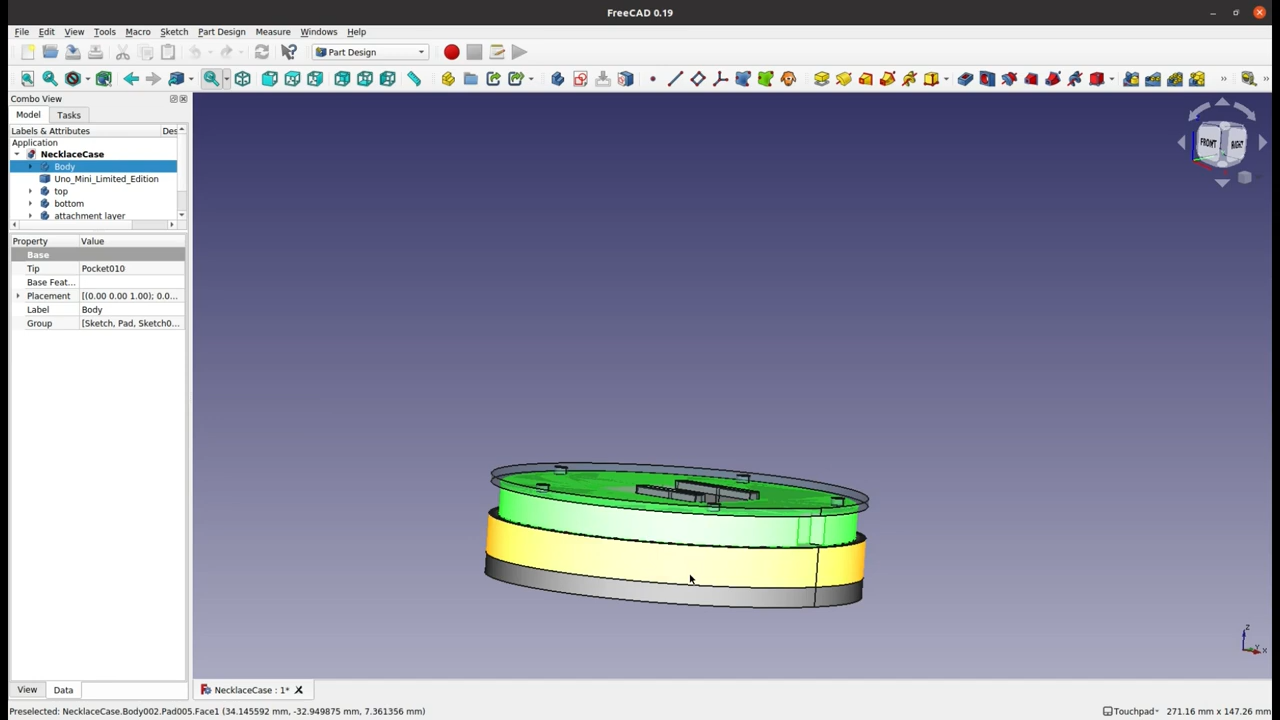 FreeCAD 0.19
File Edit View Tools Macro Sketch Part Design Measure Windows Help
Part Design
Combo View
Model Tasks
Labels & Attributes Des
Application
NecklaceCase
Body
Uno_Mini_Limited_Edition
top
bottom
attachment layer
Property Value
Base
Tip Pocket010
Base Feat...
Placement [(0.00 0.00 1.00); 0.0...
Label Body
Group [Sketch, Pad, Sketch0...
FRONT RIGHT
Z
X
View Data
NecklaceCase : 1*
Preselected: NecklaceCase.Body002.Pad005.Face1 (34.145592 mm, -32.949875 mm, 7.361356 mm)
Touchpad 271.16 mm x 147.26 mm